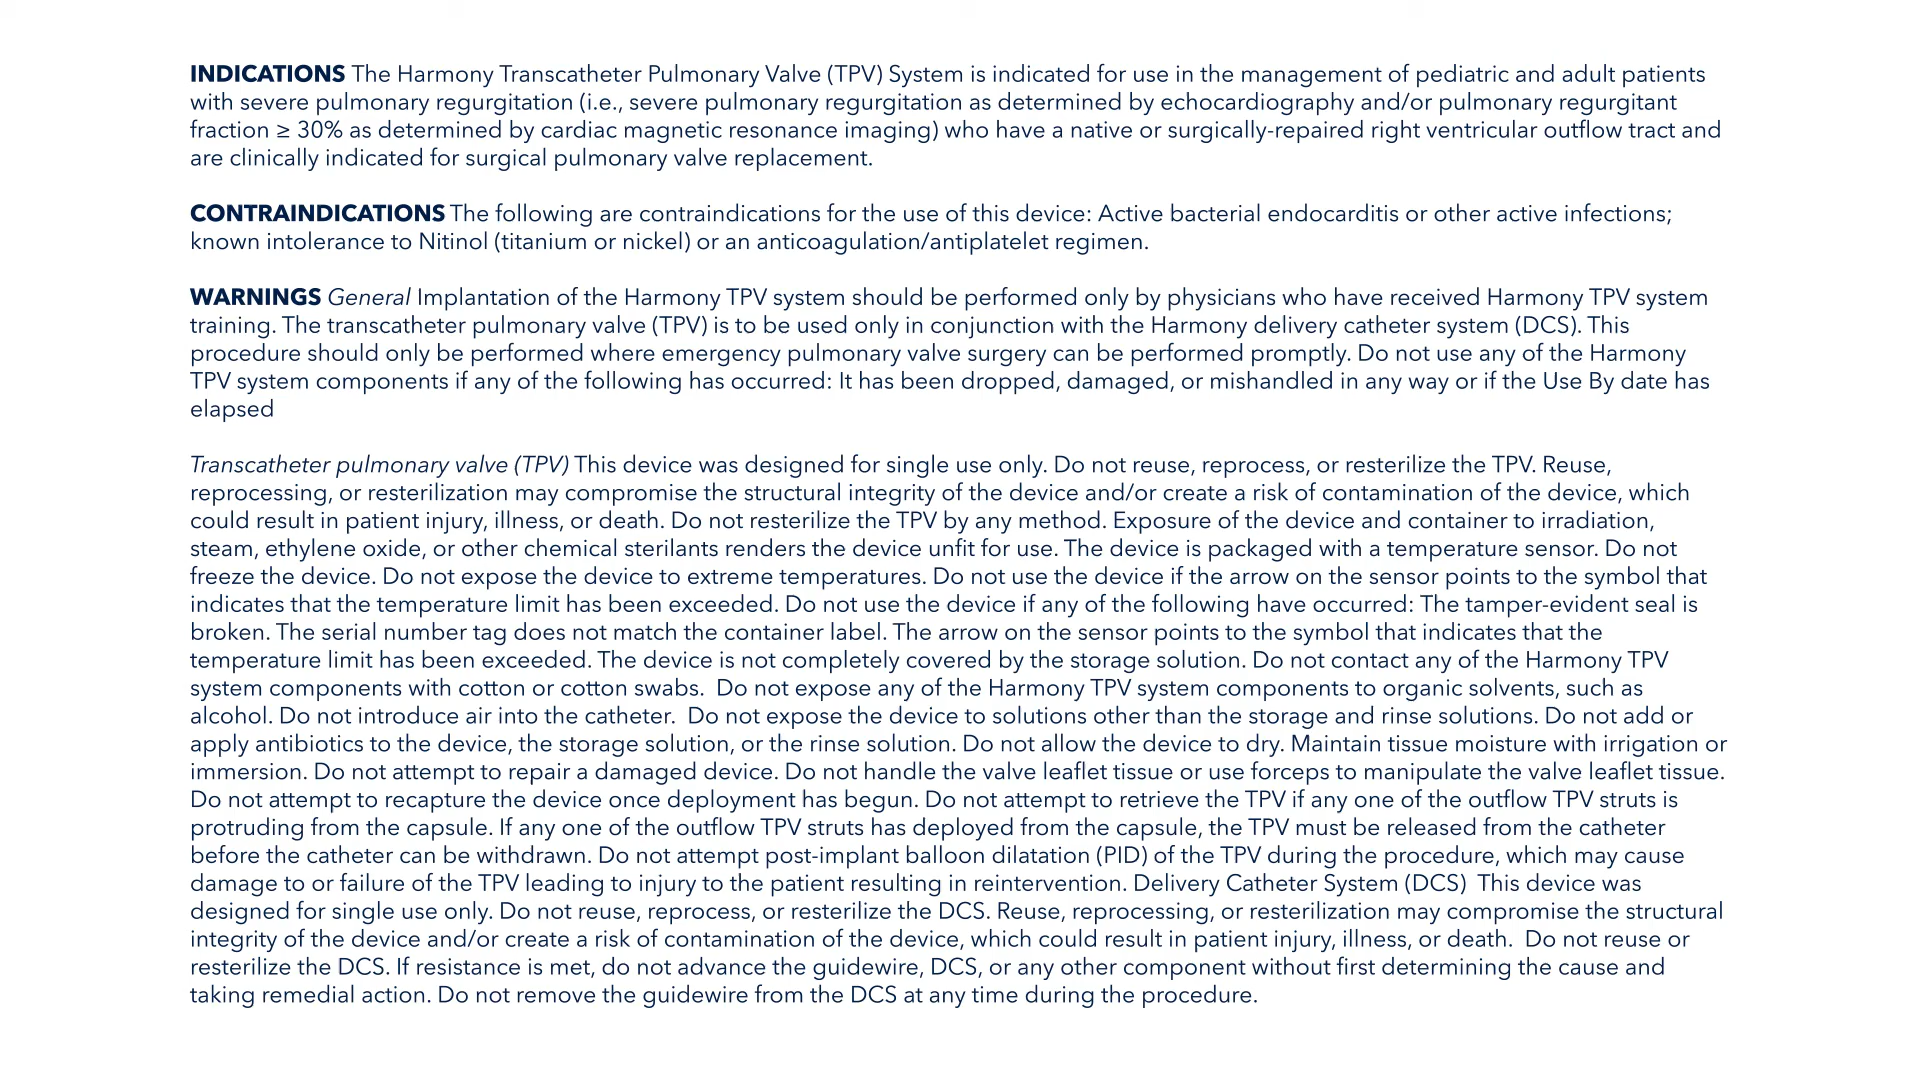 INDICATIONS The Harmony Transcatheter Pulmonary Valve (TPV) System is indicated for use in the management of pediatric and adult patients
with severe pulmonary regurgitation (i.e., severe pulmonary regurgitation as determined by echocardiography and/or pulmonary regurgitant
fraction ≥ 30% as determined by cardiac magnetic resonance imaging) who have a native or surgically-repaired right ventricular outflow tract and
are clinically indicated for surgical pulmonary valve replacement.
CONTRAINDICATIONS The following are contraindications for the use of this device: Active bacterial endocarditis or other active infections;
known intolerance to Nitinol (titanium or nickel) or an anticoagulation/antiplatelet regimen.
WARNINGS General Implantation of the Harmony TPV system should be performed only by physicians who have received Harmony TPV system
training. The transcatheter pulmonary valve (TPV) is to be used only in conjunction with the Harmony delivery catheter system (DCS). This
procedure should only be performed where emergency pulmonary valve surgery can be performed promptly. Do not use any of the Harmony
TPV system components if any of the following has occurred: It has been dropped, damaged, or mishandled in any way or if the Use By date has
elapsed
Transcatheter pulmonary valve (TPV) This device was designed for single use only. Do not reuse, reprocess, or resterilize the TPV. Reuse,
reprocessing, or resterilization may compromise the structural integrity of the device and/or create a risk of contamination of the device, which
could result in patient injury, illness, or death. Do not resterilize the TPV by any method. Exposure of the device and container to irradiation,
steam, ethylene oxide, or other chemical sterilants renders the device unfit for use. The device is packaged with a temperature sensor. Do not
freeze the device. Do not expose the device to extreme temperatures. Do not use the device if the arrow on the sensor points to the symbol that
indicates that the temperature limit has been exceeded. Do not use the device if any of the following have occurred: The tamper-evident seal is
broken. The serial number tag does not match the container label. The arrow on the sensor points to the symbol that indicates that the
temperature limit has been exceeded. The device is not completely covered by the storage solution. Do not contact any of the Harmony TPV
system components with cotton or cotton swabs.  Do not expose any of the Harmony TPV system components to organic solvents, such as
alcohol. Do not introduce air into the catheter.  Do not expose the device to solutions other than the storage and rinse solutions. Do not add or
apply antibiotics to the device, the storage solution, or the rinse solution. Do not allow the device to dry. Maintain tissue moisture with irrigation or
immersion. Do not attempt to repair a damaged device. Do not handle the valve leaflet tissue or use forceps to manipulate the valve leaflet tissue.
Do not attempt to recapture the device once deployment has begun. Do not attempt to retrieve the TPV if any one of the outflow TPV struts is
protruding from the capsule. If any one of the outflow TPV struts has deployed from the capsule, the TPV must be released from the catheter
before the catheter can be withdrawn. Do not attempt post-implant balloon dilatation (PID) of the TPV during the procedure, which may cause
damage to or failure of the TPV leading to injury to the patient resulting in reintervention. Delivery Catheter System (DCS)  This device was
designed for single use only. Do not reuse, reprocess, or resterilize the DCS. Reuse, reprocessing, or resterilization may compromise the structural
integrity of the device and/or create a risk of contamination of the device, which could result in patient injury, illness, or death.  Do not reuse or
resterilize the DCS. If resistance is met, do not advance the guidewire, DCS, or any other component without first determining the cause and
taking remedial action. Do not remove the guidewire from the DCS at any time during the procedure.